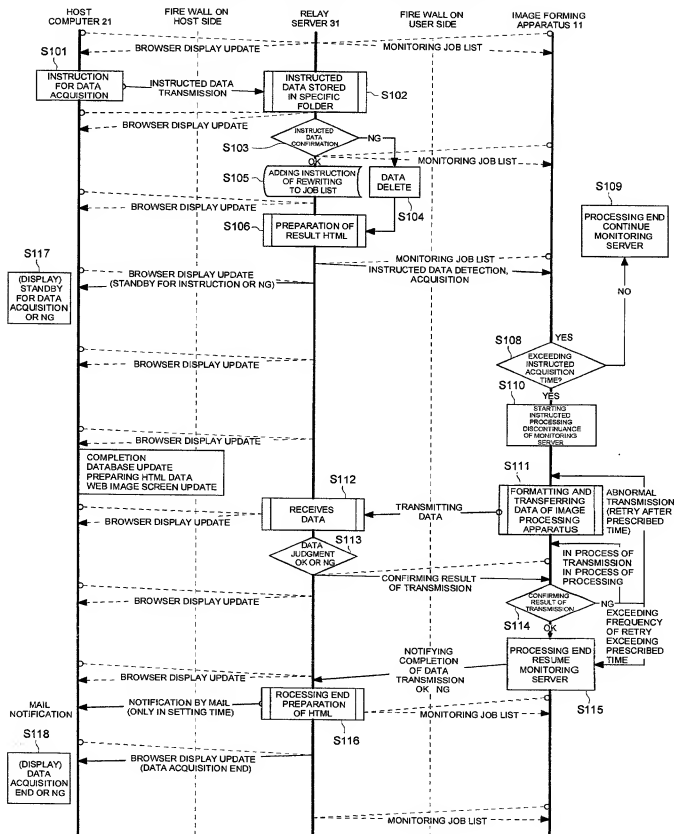 HOST
COMPUTER 21
FIRE WALL ON
HOST SIDE
RELAY
SERVER 31
FIRE WALL ON
USER SIDE
IMAGE FORMING
APPARATUS 11
BROWSER DISPLAY UPDATE
MONITORING JOB LIST
S101
INSTRUCTION
FOR DATA
ACQUISITION
INSTRUCTED DATA
TRANSMISSION
INSTRUCTED
DATA STORED
IN SPECIFIC
FOLDER
S102
BROWSER DISPLAY UPDATE
S103
INSTRUCTED
DATA
CONFIRMATION
NG
OK
MONITORING JOB LIST
S105
ADDING INSTRUCTION
OF REWRITING
TO JOB LIST
DATA
DELETE
S104
BROWSER DISPLAY UPDATE
S106
PREPARATION OF
RESULT HTML
S109
PROCESSING END
CONTINUE
MONITORING
SERVER
MONITORING JOB LIST
INSTRUCTED DATA DETECTION,
ACQUISITION
S117
(DISPLAY)
STANDBY
FOR DATA
ACQUISITION
OR NG
BROWSER DISPLAY UPDATE
(STANDBY FOR INSTRUCTION OR NG)
NO
YES
S108
EXCEEDING
INSTRUCTED
ACQUISITION
TIME?
BROWSER DISPLAY UPDATE
YES
S110
STARTING
INSTRUCTED
PROCESSING
DISCONTINUANCE
OF MONITORING
SERVER
BROWSER DISPLAY UPDATE
COMPLETION
DATABASE UPDATE
PREPARING HTML DATA
WEB IMAGE SCREEN UPDATE
S111
FORMATTING AND
TRANSFERRING
DATA OF IMAGE
PROCESSING
APPARATUS
ABNORMAL
TRANSMISSION
(RETRY AFTER
PRESCRIBED
TIME)
S112
RECEIVES
DATA
TRANSMITTING
DATA
BROWSER DISPLAY UPDATE
S113
DATA
JUDGMENT
OK OR NG
IN PROCESS OF
TRANSMISSION
IN PROCESS OF
PROCESSING
CONFIRMING RESULT
OF TRANSMISSION
BROWSER DISPLAY UPDATE
CONFIRMING
RESULT OF
TRANSMISSION
NG
S114
OK
EXCEEDING
FREQUENCY
OF RETRY
EXCEEDING
PRESCRIBED
TIME
NOTIFYING
COMPLETION
OF DATA
TRANSMISSION
OK NG
PROCESSING END
RESUME
MONITORING
SERVER
S115
BROWSER DISPLAY UPDATE
MAIL
NOTIFICATION
NOTIFICATION BY MAIL
(ONLY IN SETTING TIME)
ROCESSING END
PREPARATION
OF HTML
S116
MONITORING JOB LIST
S118
(DISPLAY)
DATA
ACQUISITION
END OR NG
BROWSER DISPLAY UPDATE
(DATA ACQUISITION END)
MONITORING JOB LIST